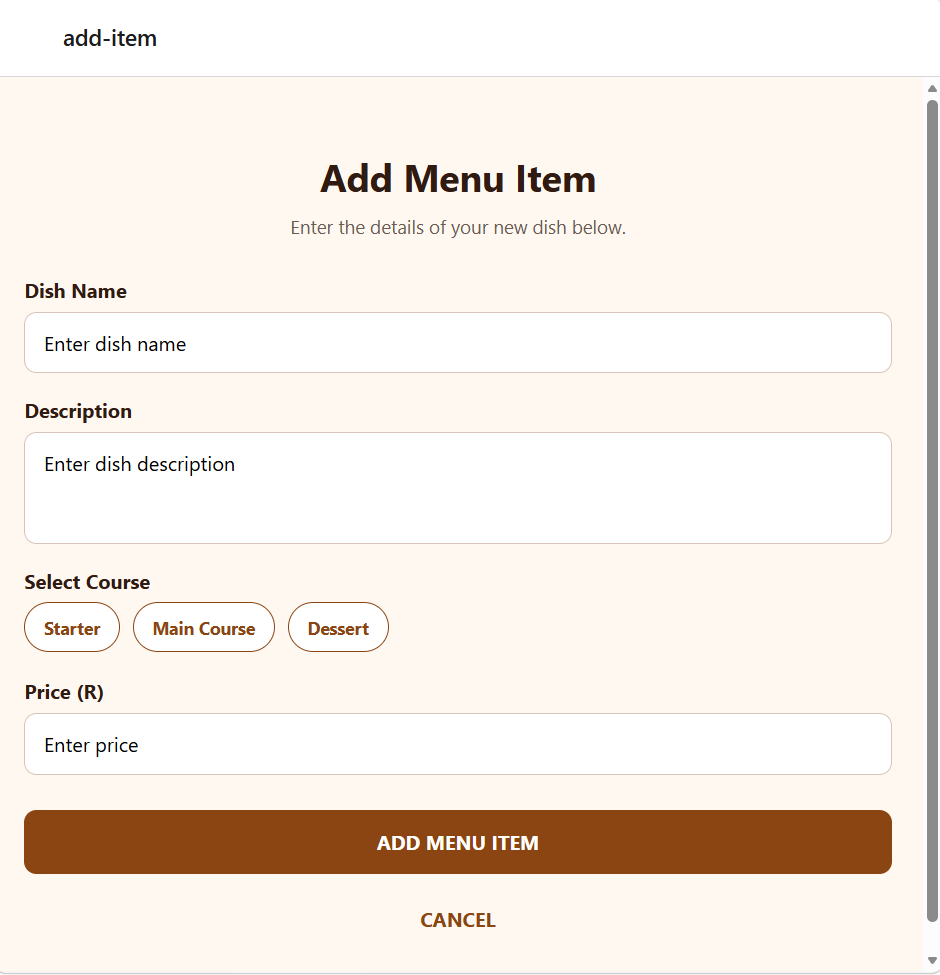 add-item
Add Menu Item
Enter the details of your new dish below.
Dish Name
Enter dish name
Description
Enter dish description
Select Course
Starter Main Course Dessert
Price (R)
Enter price
ADD MENU ITEM
CANCEL